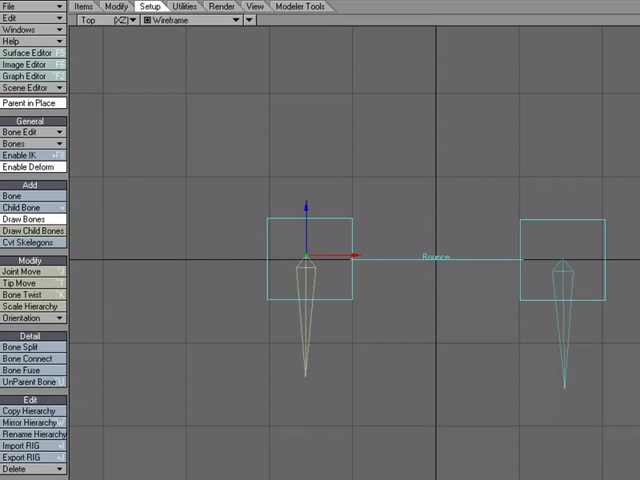 File Items Modify Setup Utilities Render View Modeler Tools
Edit Top (XZ) Wireframe
Windows
Help
Surface Editor F5
Image Editor F6
Graph Editor F2
Scene Editor
Parent in Place
General
Bone Edit
Bones
Enable IK +F8
Enable Deform
Add
Bone
Child Bone =
Draw Bones
Draw Child Bones
Cvt Skelegons
Modify
Joint Move
Tip Move
Bone Twist
Scale Hierarchy
Orientation
Bounce
Detail
Bone Split
Bone Connect
Bone Fuse
UnParent Bone
Edit
Copy Hierarchy
Mirror Hierarchy
Rename Hierarchy
Import RIG
Export RIG
Delete